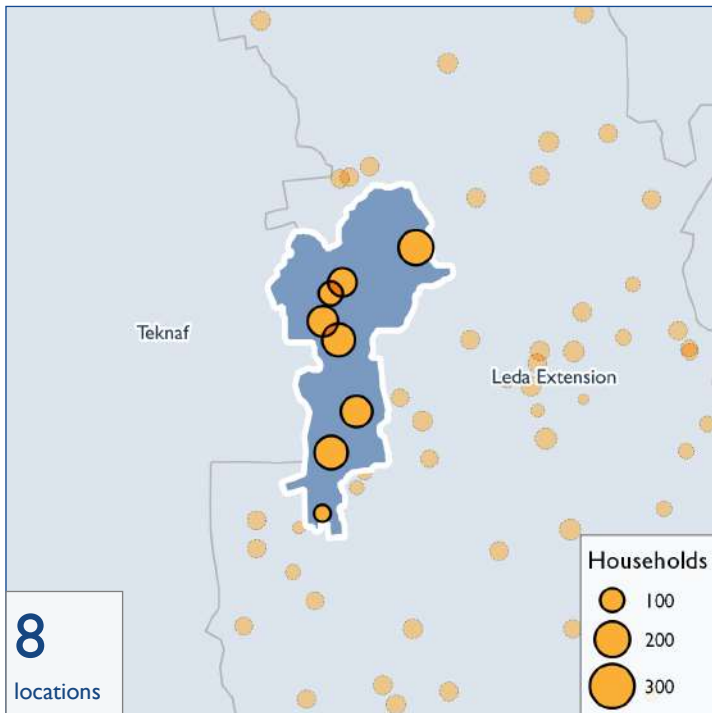 Teknaf
Leda Extension
Households
100
200
300
8
locations